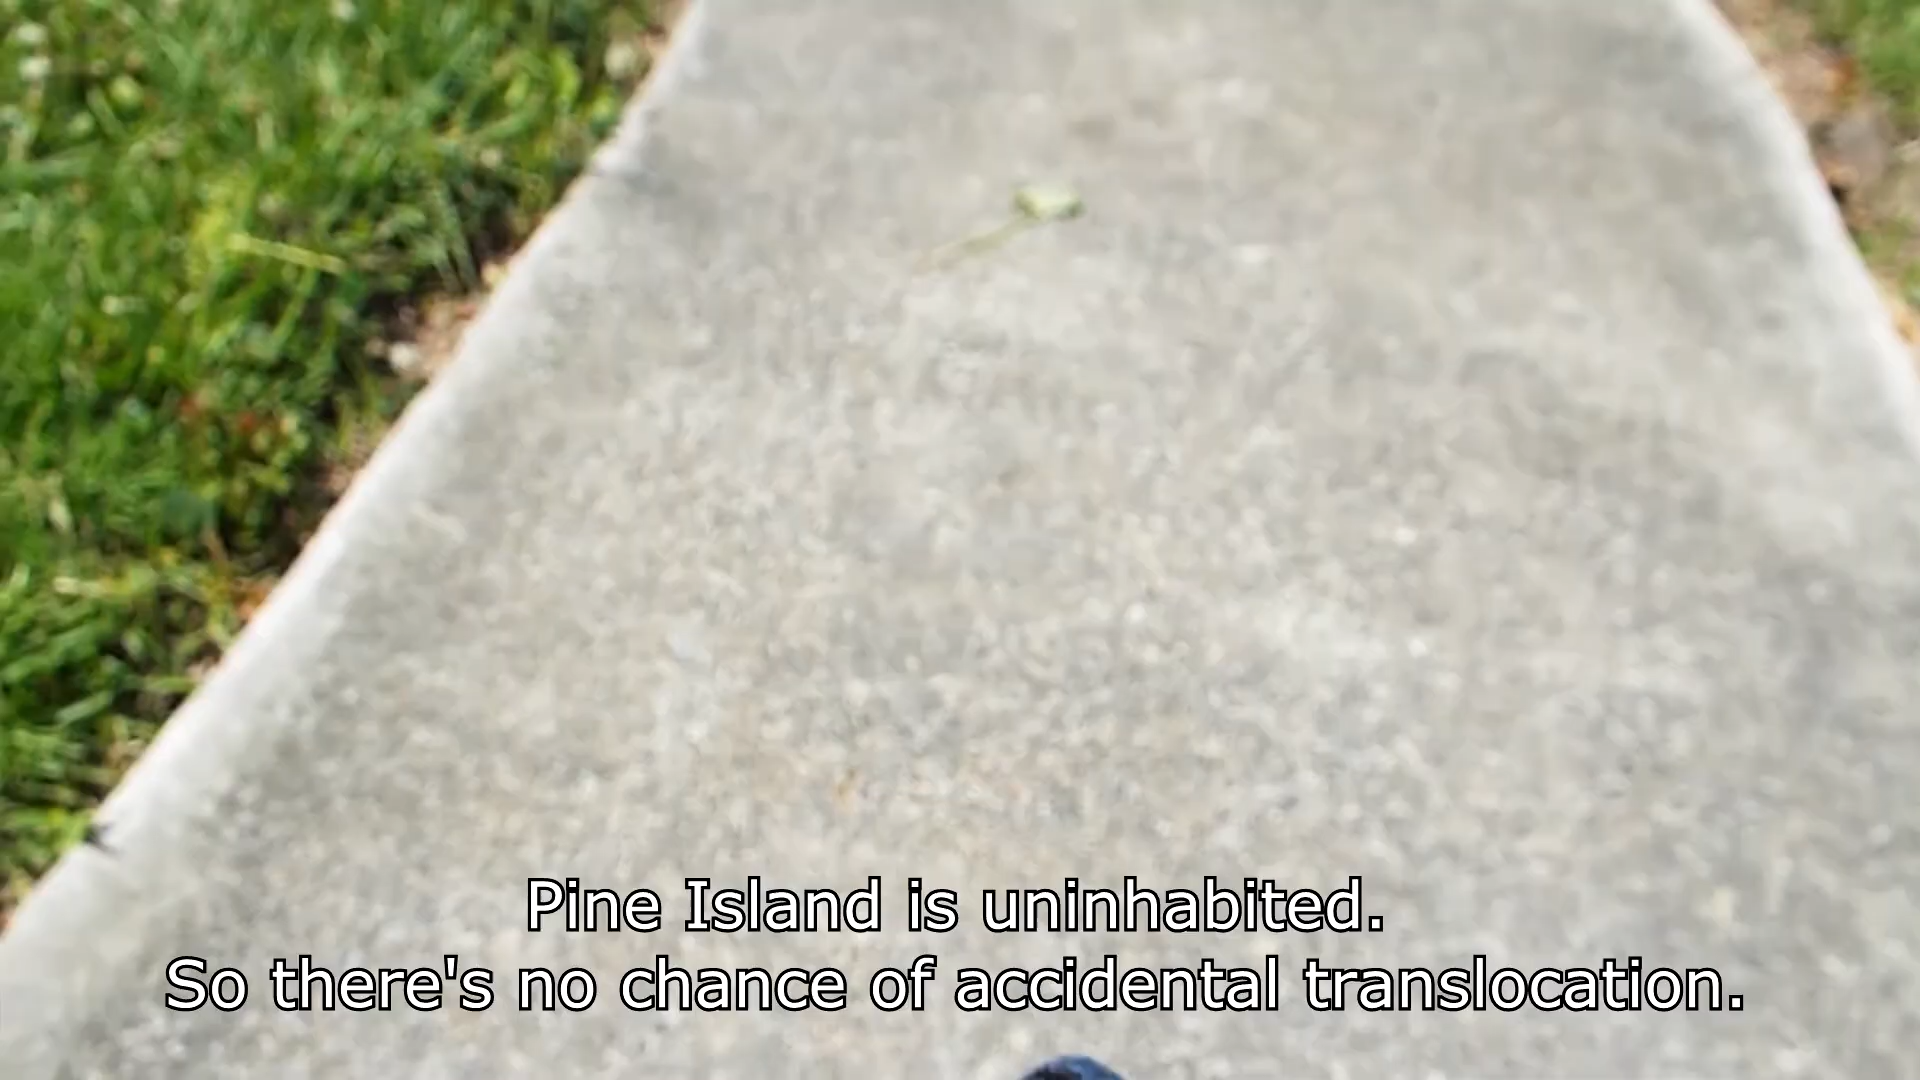 Pine Island is uninhabited.
So there's no chance of accidental translocation.